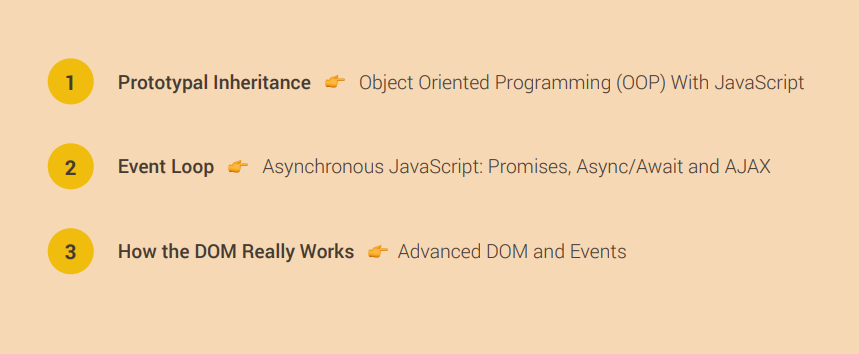 1 Prototypal Inheritance 👉 Object Oriented Programming (OOP) With JavaScript
2 Event Loop 👉 Asynchronous JavaScript: Promises, Async/Await and AJAX
3 How the DOM Really Works 👉 Advanced DOM and Events